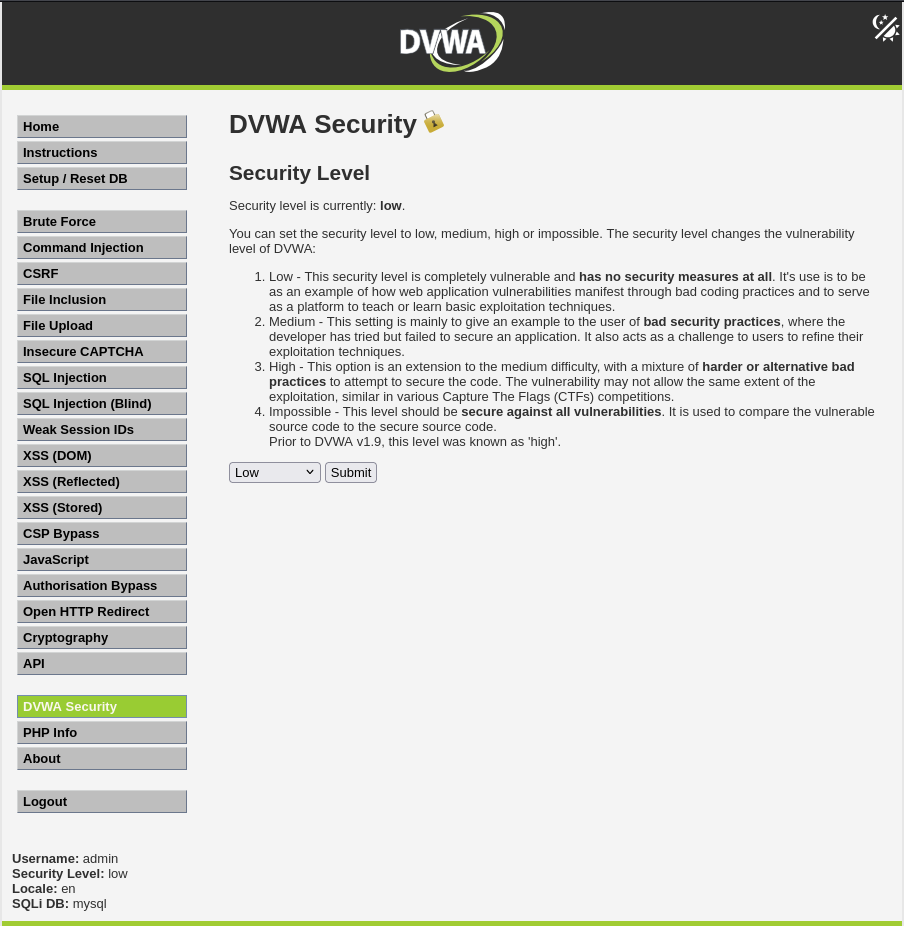 DVWA
Home
Instructions
Setup / Reset DB
Brute Force
Command Injection
CSRF
File Inclusion
File Upload
Insecure CAPTCHA
SQL Injection
SQL Injection (Blind)
Weak Session IDs
XSS (DOM)
XSS (Reflected)
XSS (Stored)
CSP Bypass
JavaScript
Authorisation Bypass
Open HTTP Redirect
Cryptography
API
DVWA Security
PHP Info
About
Logout
DVWA Security
Security Level
Security level is currently: low.
You can set the security level to low, medium, high or impossible. The security level changes the vulnerability
level of DVWA:
1. Low - This security level is completely vulnerable and has no security measures at all. It's use is to be
as an example of how web application vulnerabilities manifest through bad coding practices and to serve
as a platform to teach or learn basic exploitation techniques.
2. Medium - This setting is mainly to give an example to the user of bad security practices, where the
developer has tried but failed to secure an application. It also acts as a challenge to users to refine their
exploitation techniques.
3. High - This option is an extension to the medium difficulty, with a mixture of harder or alternative bad
practices to attempt to secure the code. The vulnerability may not allow the same extent of the
exploitation, similar in various Capture The Flags (CTFs) competitions.
4. Impossible - This level should be secure against all vulnerabilities. It is used to compare the vulnerable
source code to the secure source code.
Prior to DVWA v1.9, this level was known as 'high'.
Low Submit
Username: admin
Security Level: low
Locale: en
SQLi DB: mysql